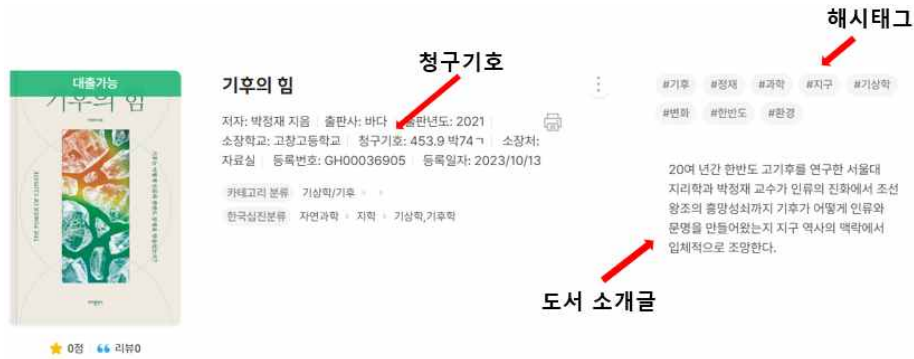 해시태그
청구기호
대출가능
기후의 힘
THE POWER OF CLIMATE
0점 리뷰0
기후의 힘
저자: 박정재 지음 출판사: 바다 출판년도: 2021
소장학교: 고창고등학교 청구기호: 453.9 박74ㄱ 소장처:
자료실 등록번호: GH00036905 등록일자: 2023/10/13
카테고리 분류 기상학/기후
한국십진분류 자연과학 › 지학 › 기상학,기후학
#기후 #정재 #과학 #지구 #기상학
#변화 #한반도 #환경
20여 년간 한반도 고기후를 연구한 서울대
지리학과 박정재 교수가 인류의 진화에서 조선
왕조의 흥망성쇠까지 기후가 어떻게 인류와
문명을 만들어왔는지 지구 역사의 맥락에서
입체적으로 조망한다.
도서 소개글